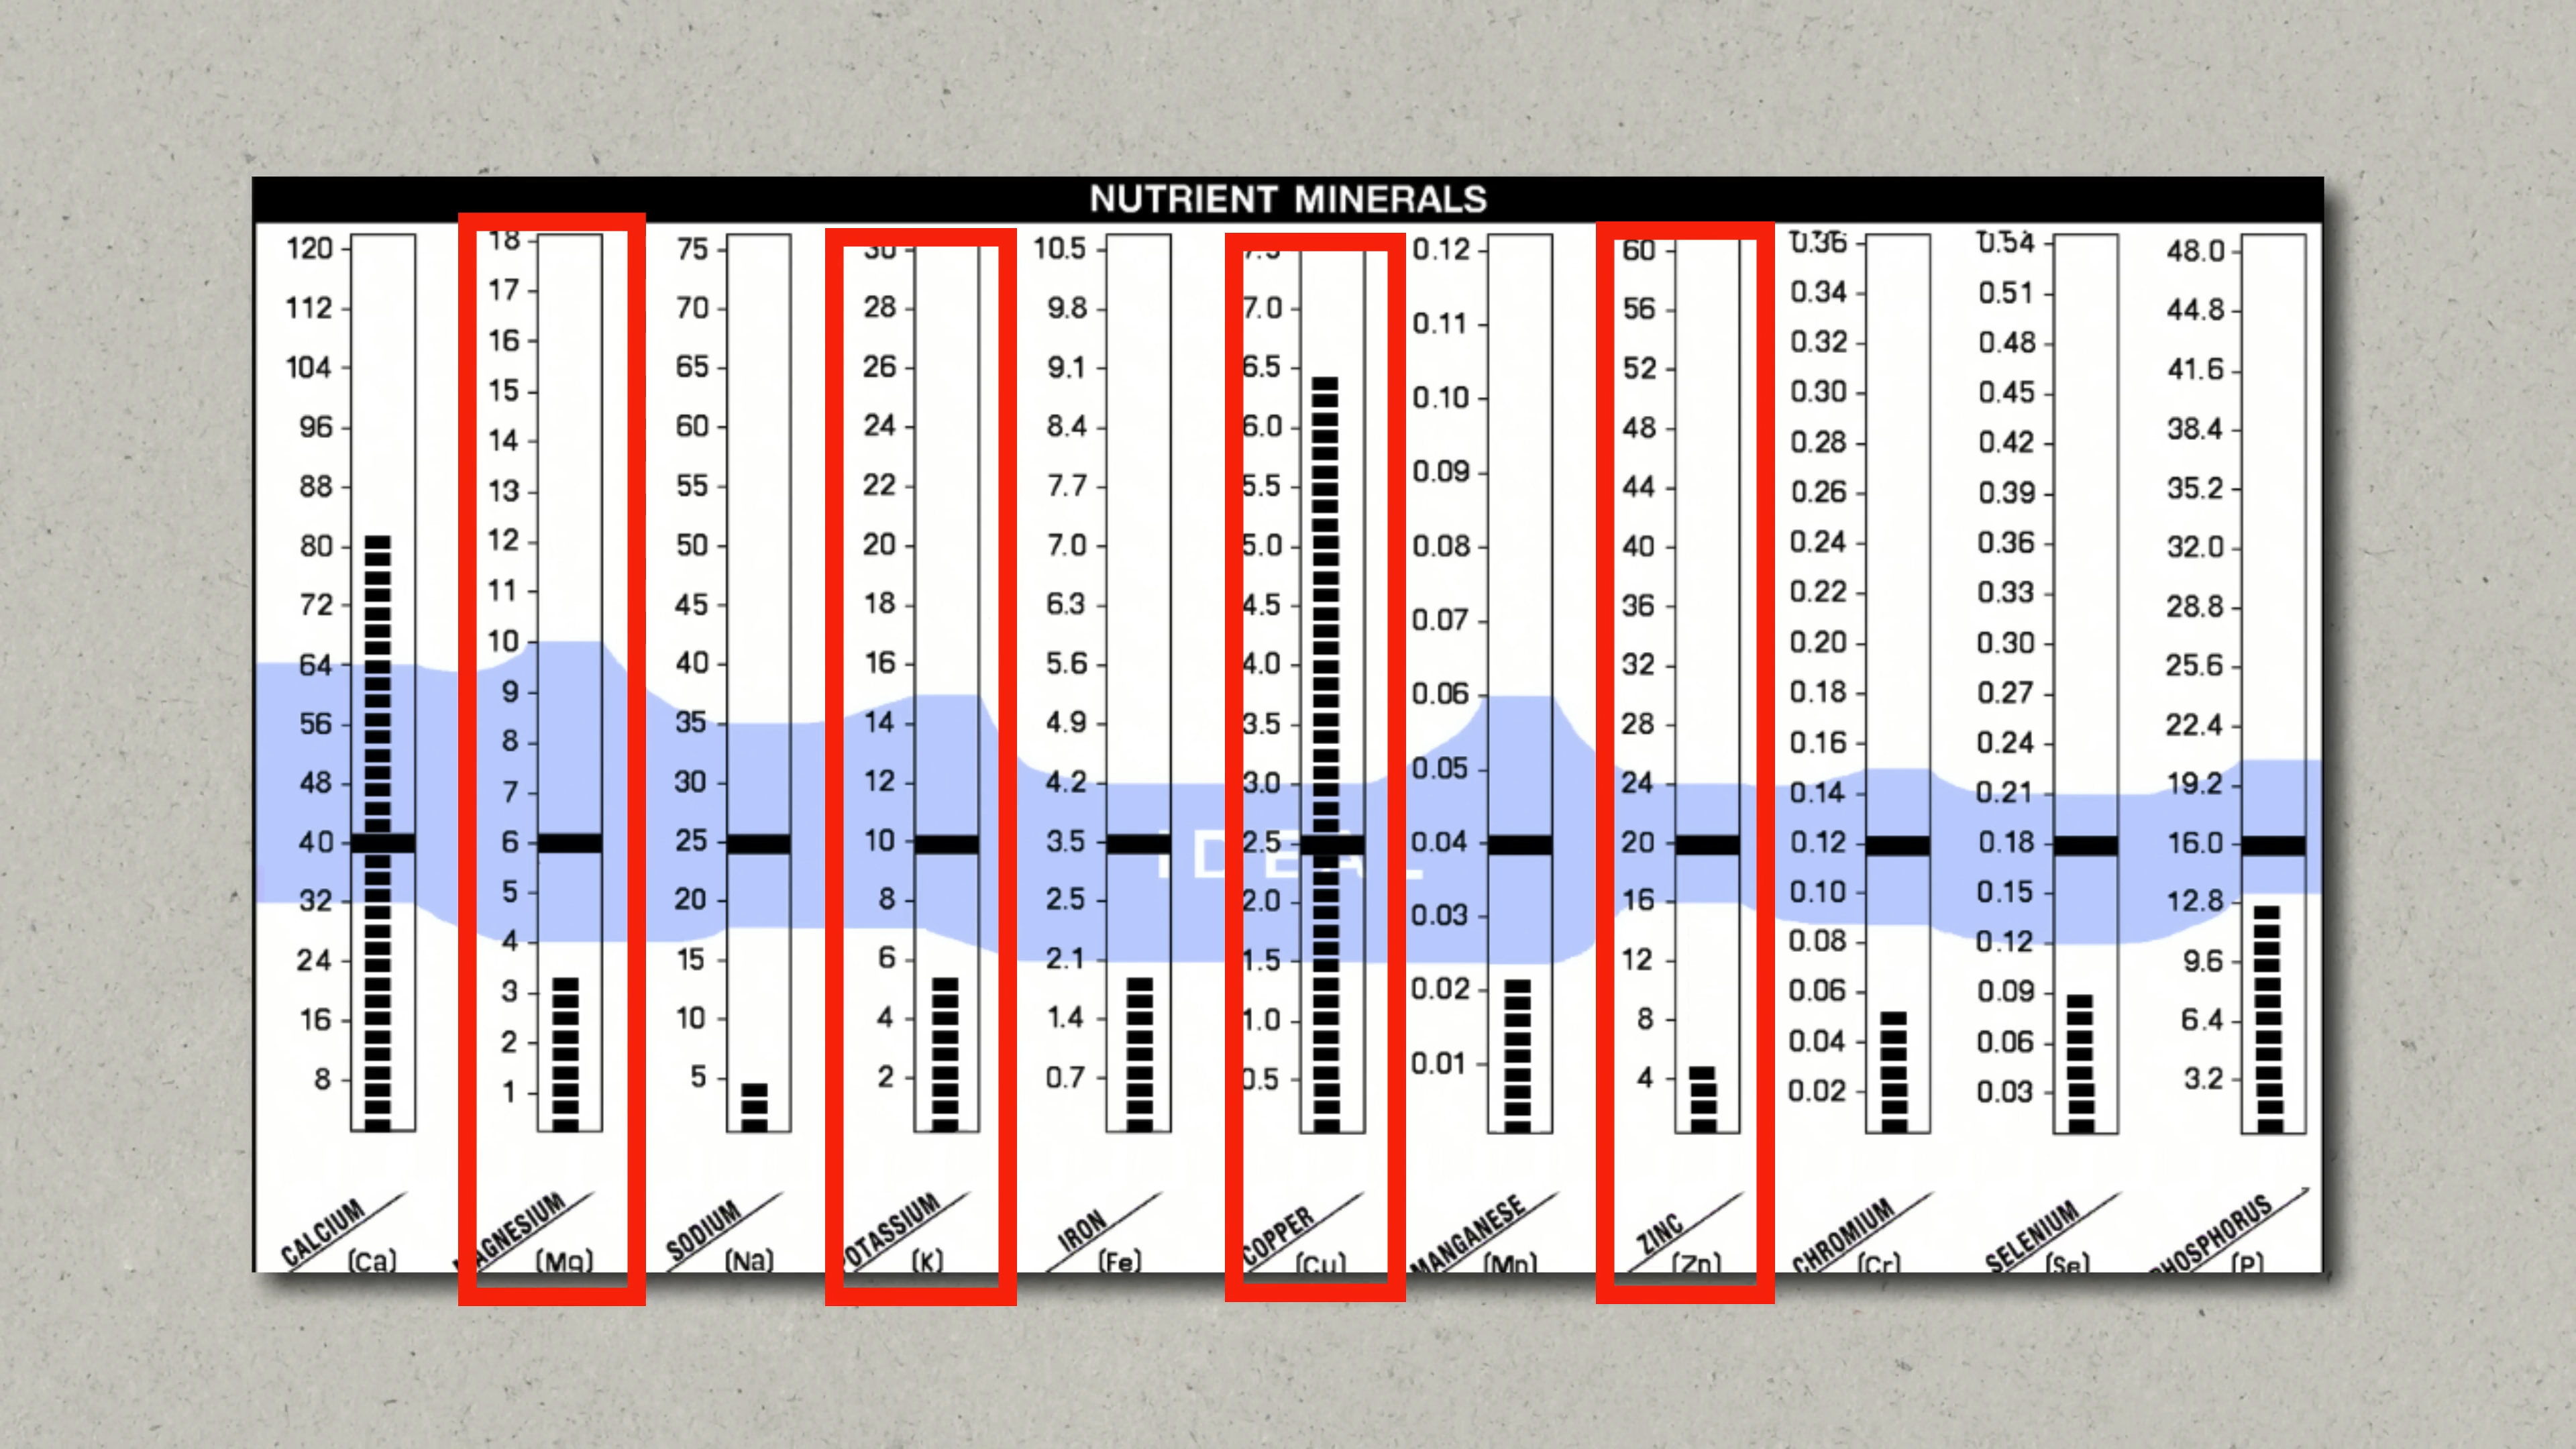 NUTRIENT MINERALS
120 18 75 30 10.5 7.5 0.12 60 0.36 0.54 48.0
112 17 70 28 9.8 7.0 0.11 56 0.34 0.51 44.8
104 16 65 26 9.1 6.5 0.10 52 0.32 0.48 41.6
96 15 60 24 8.4 6.0 0.09 48 0.30 0.45 38.4
88 14 55 22 7.7 5.5 0.08 44 0.28 0.42 35.2
80 13 50 20 7.0 5.0 0.07 40 0.26 0.39 32.0
72 12 45 18 6.3 4.5 0.06 36 0.24 0.36 28.8
64 11 40 16 5.6 4.0 0.05 32 0.22 0.33 25.6
56 10 35 14 4.9 3.5 0.04 28 0.20 0.30 22.4
48 9 30 12 4.2 3.0 0.03 24 0.18 0.27 19.2
40 8 25 10 3.5 2.5 0.02 20 0.16 0.24 16.0
32 7 20 8 2.5 2.0 0.01 16 0.14 0.21 12.8
24 6 15 6 2.1 1.5 12 0.12 0.18 9.6
16 5 10 4 1.4 1.0 8 0.10 0.15 6.4
8 4 5 2 0.7 0.5 4 0.08 0.12 3.2
3 0.06 0.09
2 0.04 0.06
1 0.02 0.03
IDEAL
CALCIUM MAGNESIUM SODIUM POTASSIUM IRON COPPER MANGANESE ZINC CHROMIUM SELENIUM PHOSPHORUS
(Ca) (Mg) (Na) (K) (Fe) (Cu) (Mn) (Zn) (Cr) (Se) (P)